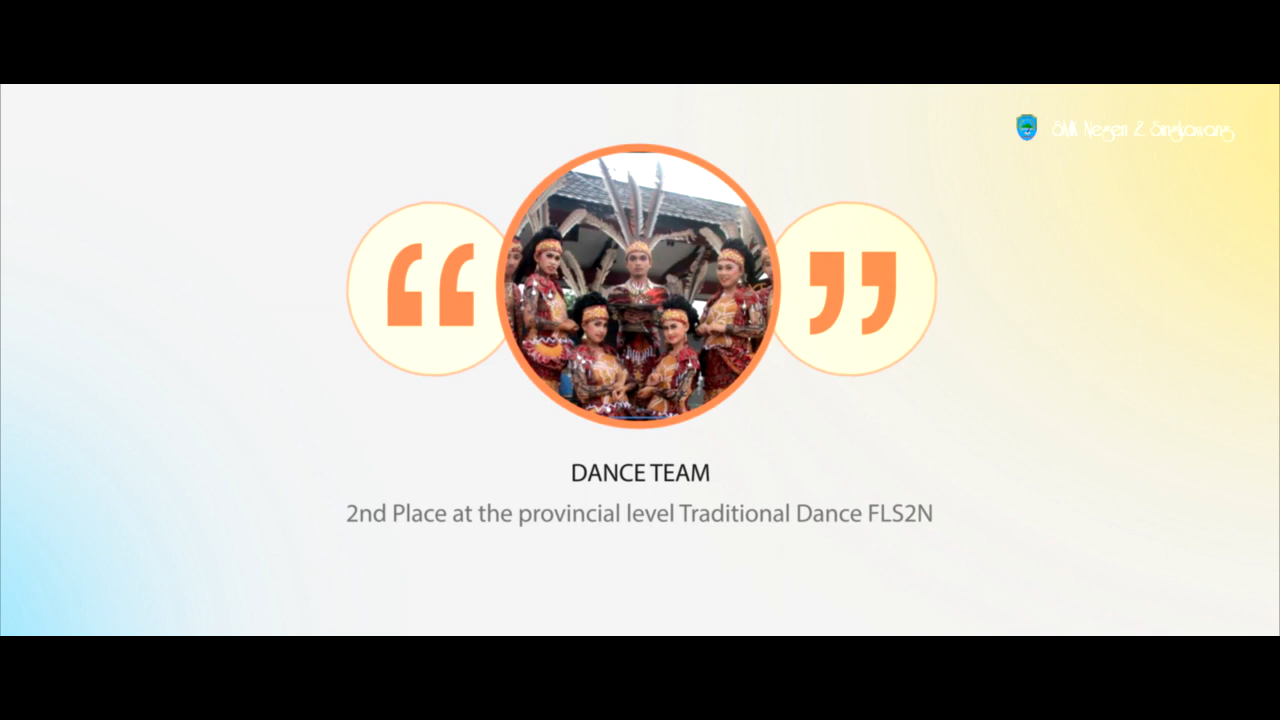 SMK Negeri 2 Singkawang
“ ”
DANCE TEAM
2nd Place at the provincial level Traditional Dance FLS2N